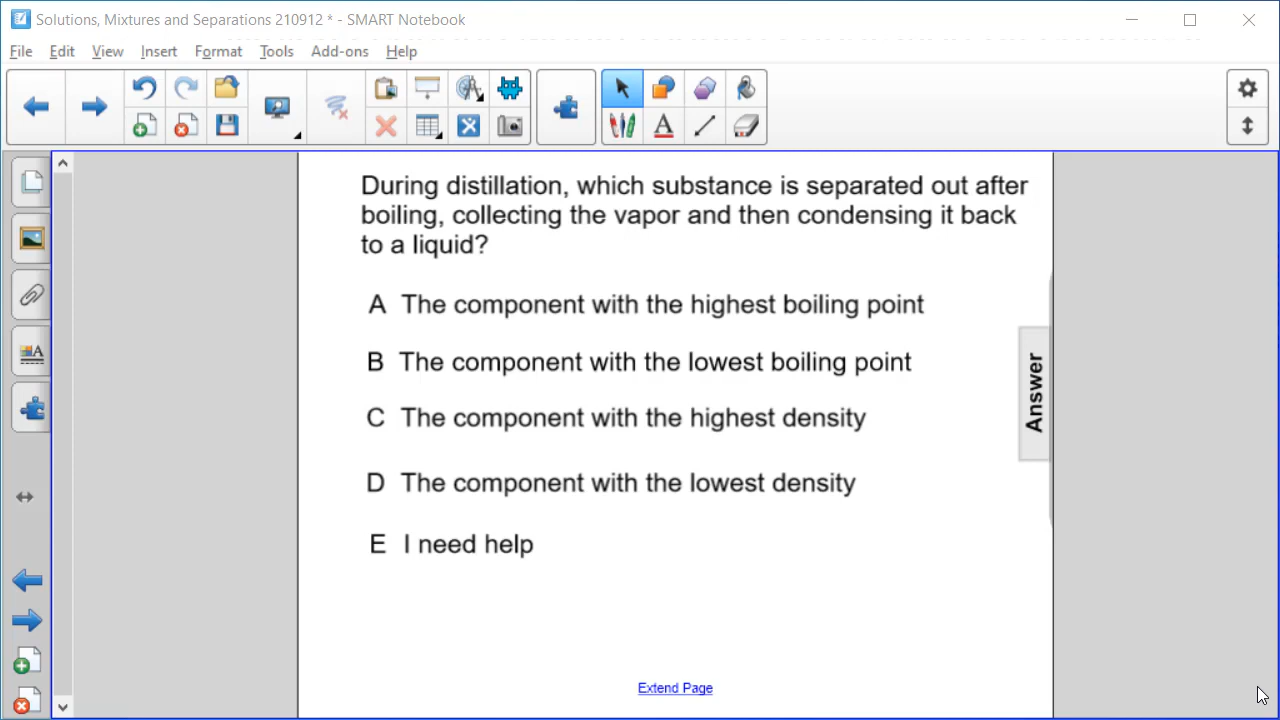 Solutions, Mixtures and Separations 210912 * - SMART Notebook
File Edit View Insert Format Tools Add-ons Help
During distillation, which substance is separated out after
boiling, collecting the vapor and then condensing it back
to a liquid?
A The component with the highest boiling point
B The component with the lowest boiling point
C The component with the highest density
D The component with the lowest density
E I need help
Answer
Extend Page